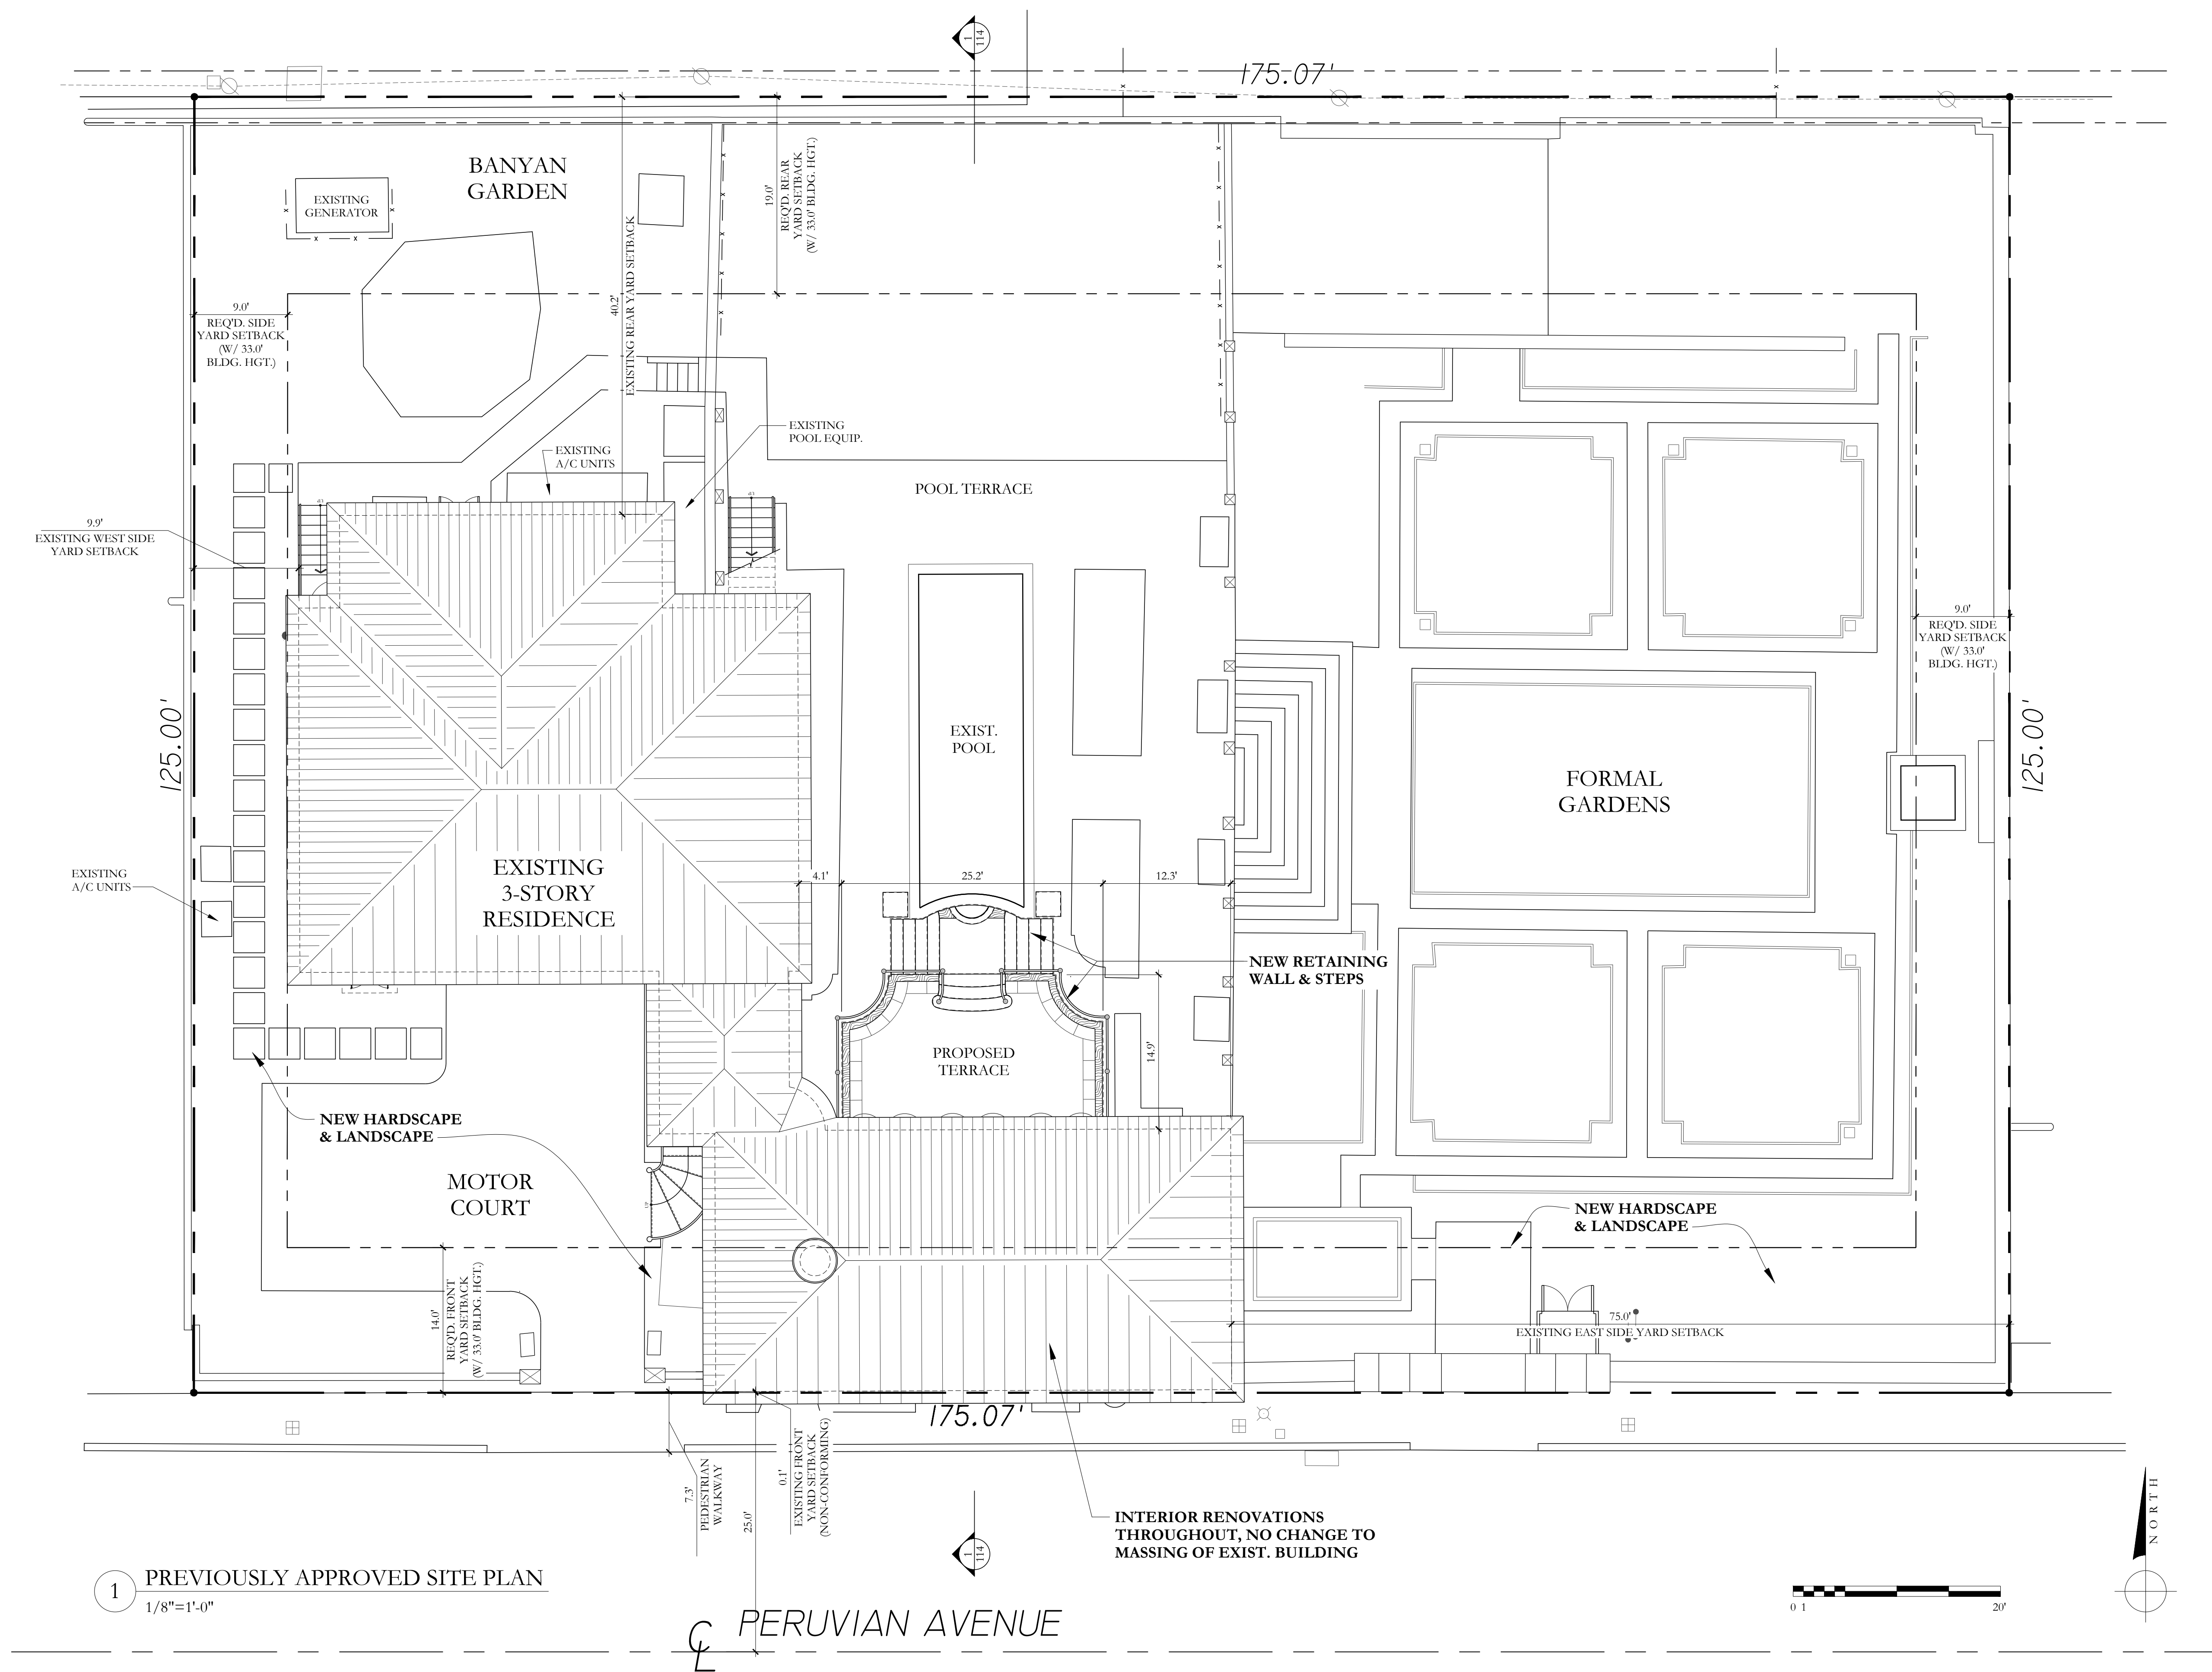 1
114
175.07'
BANYAN
GARDEN
EXISTING
GENERATOR
19.0'
REQ'D. REAR
YARD SETBACK
(W/ 33.0' BLDG. HGT.)
40.2'
EXISTING REAR YARD SETBACK
9.0'
REQ'D. SIDE
YARD SETBACK
(W/ 33.0'
BLDG. HGT.)
EXISTING
POOL EQUIP.
EXISTING
A/C UNITS
POOL TERRACE
9.9'
EXISTING WEST SIDE
YARD SETBACK
9.0'
REQ'D. SIDE
YARD SETBACK
(W/ 33.0'
BLDG. HGT.)
125.00'
EXIST.
POOL
FORMAL
GARDENS
125.00'
EXISTING
A/C UNITS
EXISTING
3-STORY
RESIDENCE
4.1'
25.2'
12.3'
NEW RETAINING
WALL & STEPS
PROPOSED
TERRACE
14.9'
NEW HARDSCAPE
& LANDSCAPE
MOTOR
COURT
NEW HARDSCAPE
& LANDSCAPE
14.0'
REQ'D. FRONT
YARD SETBACK
(W/ 33.0' BLDG. HGT.)
75.0'
EXISTING EAST SIDE YARD SETBACK
175.07'
7.3'
PEDESTRIAN
WALKWAY
25.0'
0.1'
EXISTING FRONT
YARD SETBACK
(NON-CONFORMING)
INTERIOR RENOVATIONS
THROUGHOUT, NO CHANGE TO
MASSING OF EXIST. BUILDING
1
114
NORTH
1
PREVIOUSLY APPROVED SITE PLAN
1/8"=1'-0"
0 1 20'
CL PERUVIAN AVENUE